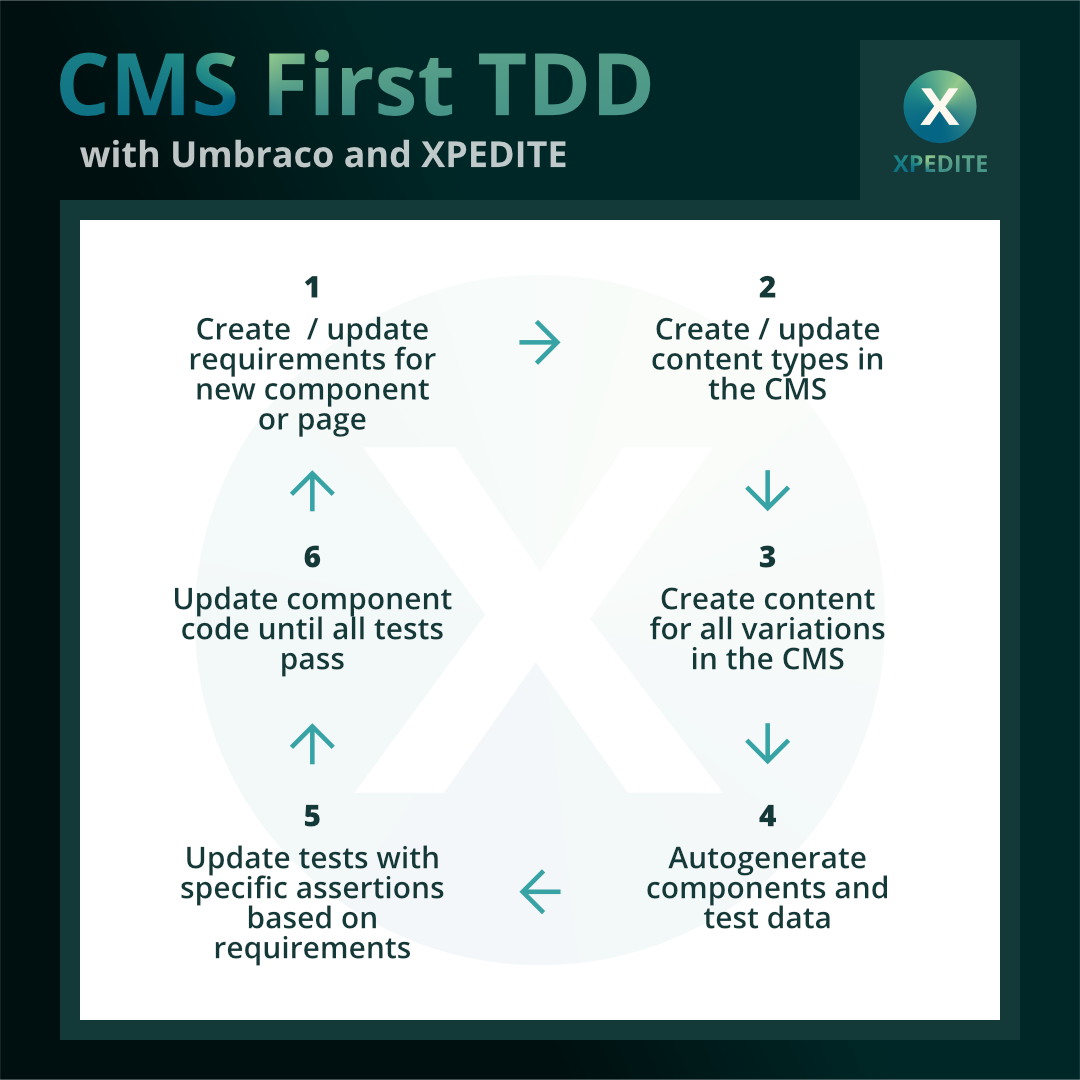 CMS First TDD
with Umbraco and XPEDITE
X
XPEDITE
1
Create  / update
requirements for
new component
or page
2
Create / update
content types in
the CMS
3
Create content
for all variations
in the CMS
4
Autogenerate
components and
test data
5
Update tests with
specific assertions
based on
requirements
6
Update component
code until all tests
pass
X